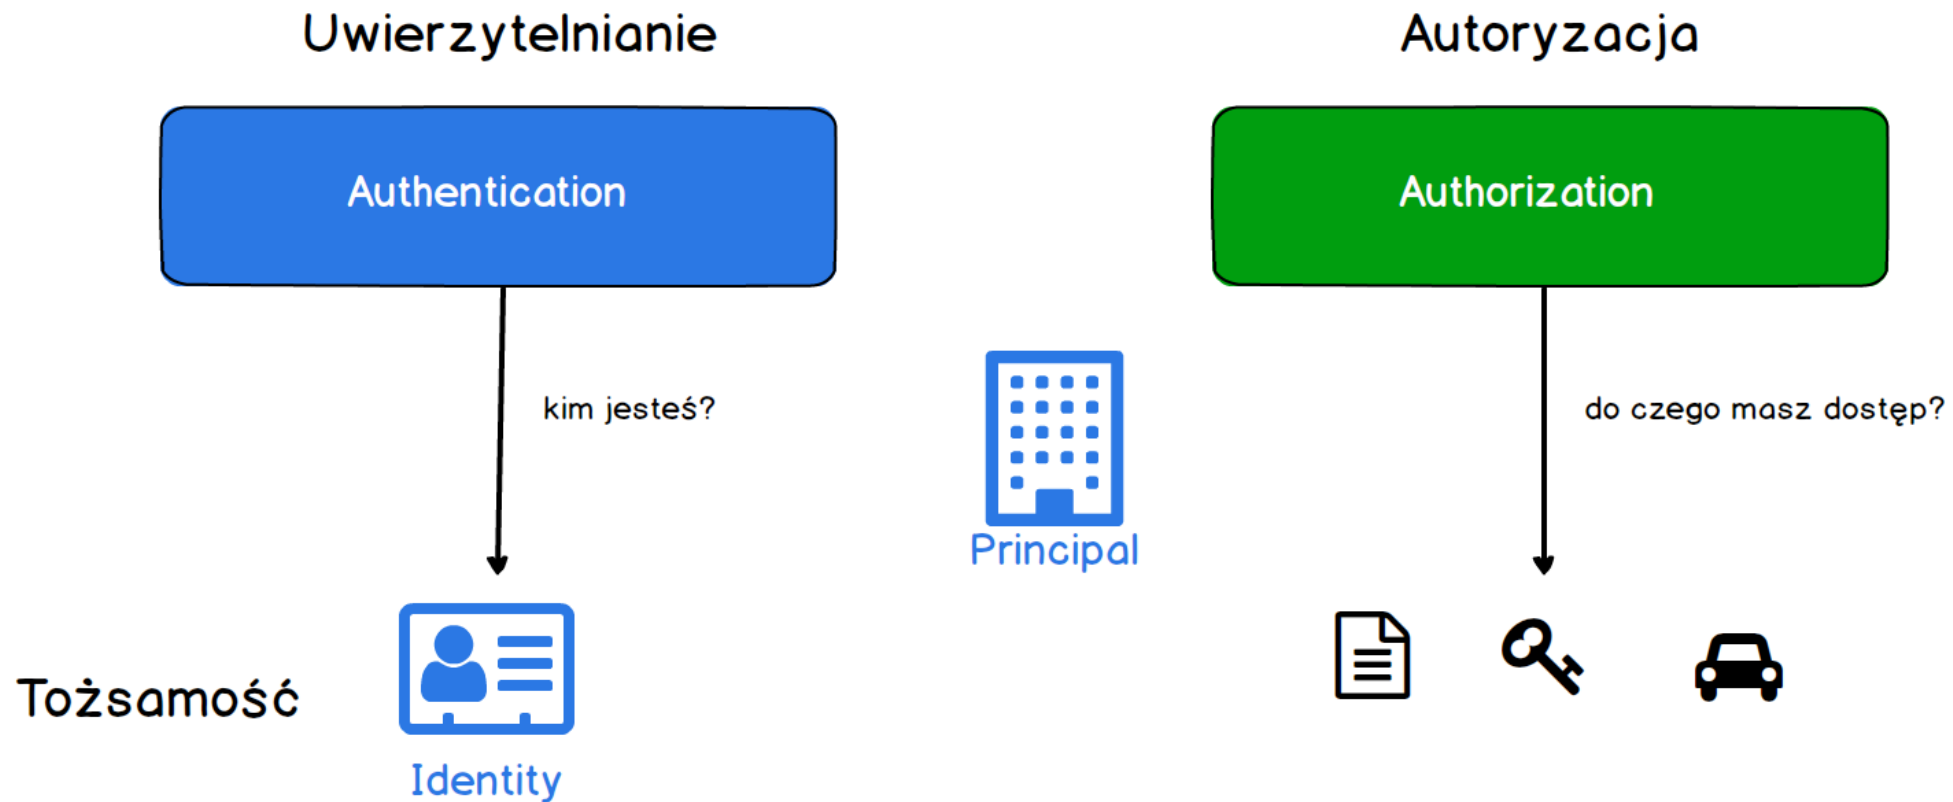 Uwierzytelnianie
Autoryzacja
Authentication
Authorization
kim jesteś?
do czego masz dostęp?
Principal
Tożsamość
Identity